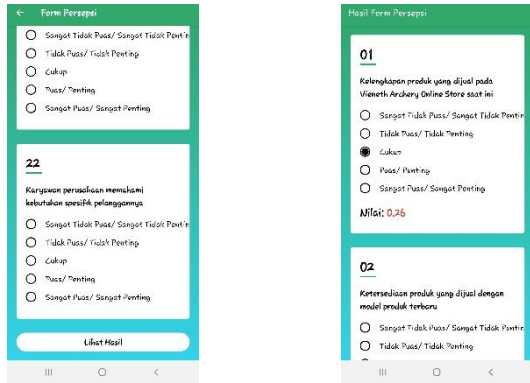 Form Persepsi
Sangat Tidak Puas/ Sangat Tidak Pentin
Tidak Puas/ Tidak Penting
Cukup
Puas/ Penting
Sangat Puas/ Sangat Penting
22
Karyawan perusahaan memahami
kebutuhan spesifik pelanggannya
Sangat Tidak Puas/ Sangat Tidak Pentin
Tidak Puas/ Tidak Penting
Cukup
Puas/ Penting
Sangat Puas/ Sangat Penting
Lihat Hasil
Hasil Form Persepsi
01
Kelengkapan produk yang dijual pada
Vieneth Archery Online Store saat ini
Sangat Tidak Puas/ Sangat Tidak Pentin
Tidak Puas/ Tidak Penting
Cukup
Puas/ Penting
Sangat Puas/ Sangat Penting
Nilai: 0,26
02
Ketersediaan produk yang dijual dengan
model produk terbaru
Sangat Tidak Puas/ Sangat Tidak Pentin
Tidak Puas/ Tidak Penting